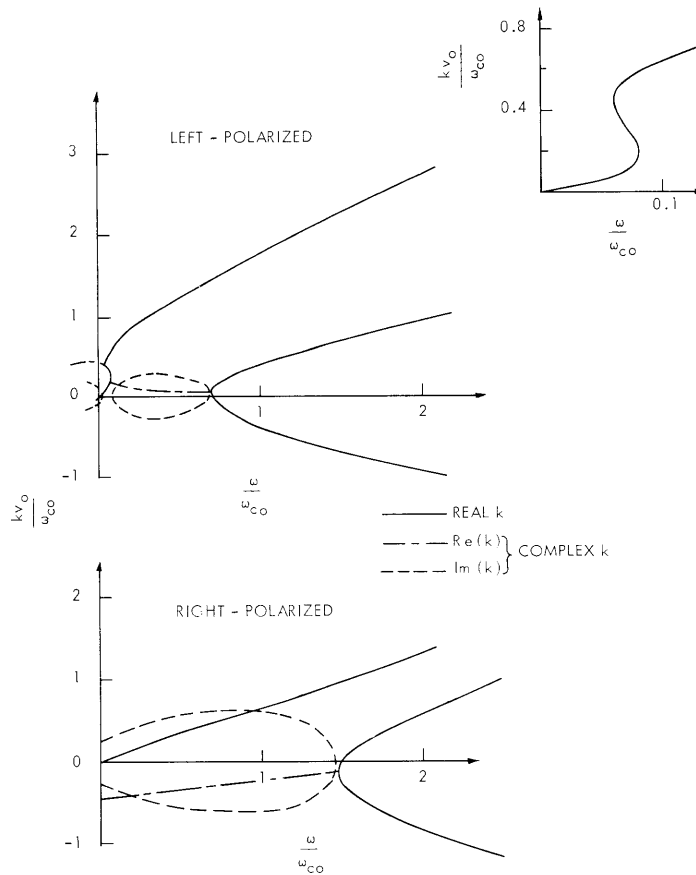 0.8
kv₀
ω_co
0.4
0.1
ω
ω_co
LEFT - POLARIZED
3
2
1
0
1
2
-1
ω
ω_co
kv₀
ω_co
REAL k
Re(k)
Im(k)
COMPLEX k
RIGHT - POLARIZED
2
1
0
1
2
-1
ω
ω_co